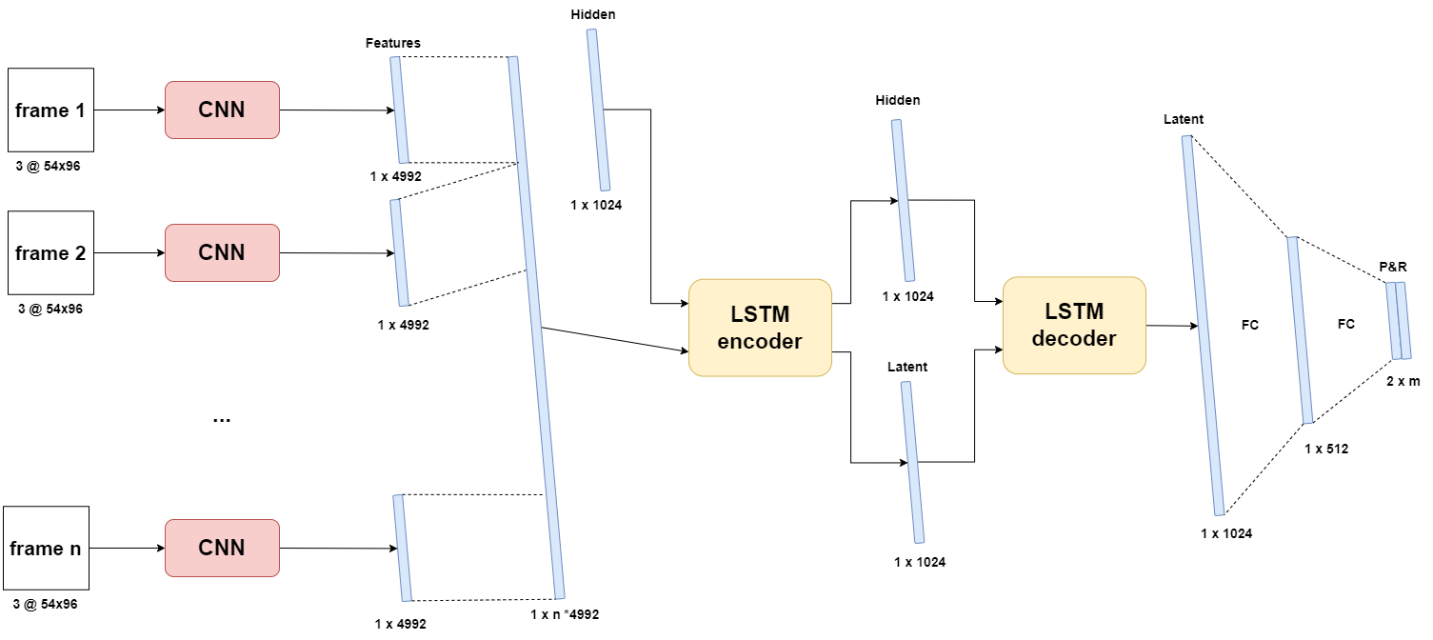 Features
frame 1
CNN
3 @ 54x96
1 x 4992
frame 2
CNN
3 @ 54x96
1 x 4992
...
frame n
CNN
3 @ 54x96
1 x 4992
1 x n *4992
Hidden
1 x 1024
LSTM
encoder
Hidden
1 x 1024
Latent
1 x 1024
LSTM
decoder
Latent
1 x 1024
FC
1 x 512
FC
P&R
2 x m